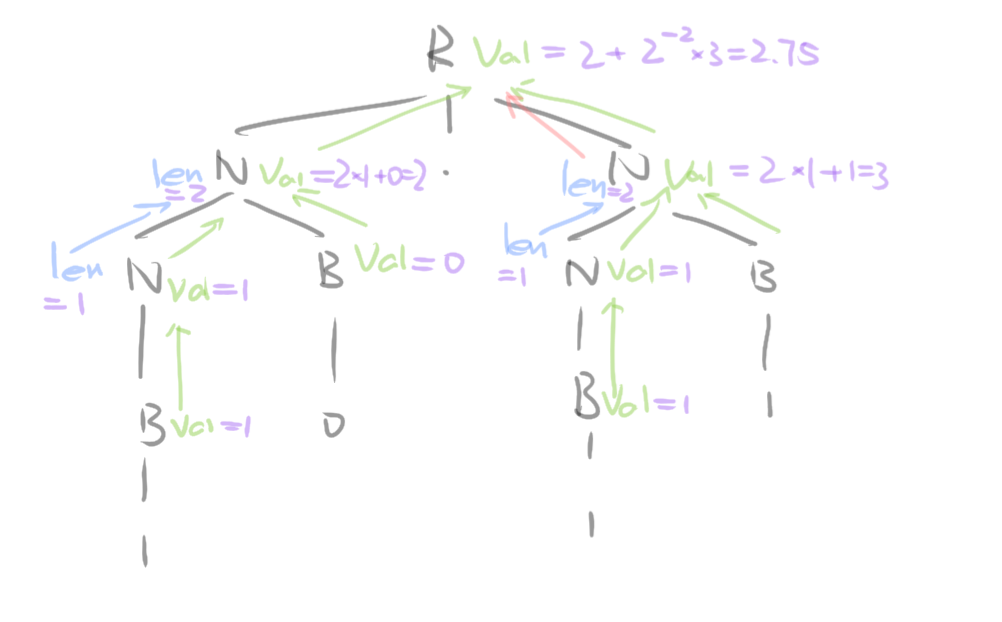 R Val = 2 + 2^-2 × 3 = 2.75
len = 2 N Val = 2×1+0=2 . len = 2 N Val = 2×1+1=3
len = 1 N Val = 1 B Val = 0 len = 1 N Val = 1 B
B Val = 1 0 B Val = 1 1
1 1